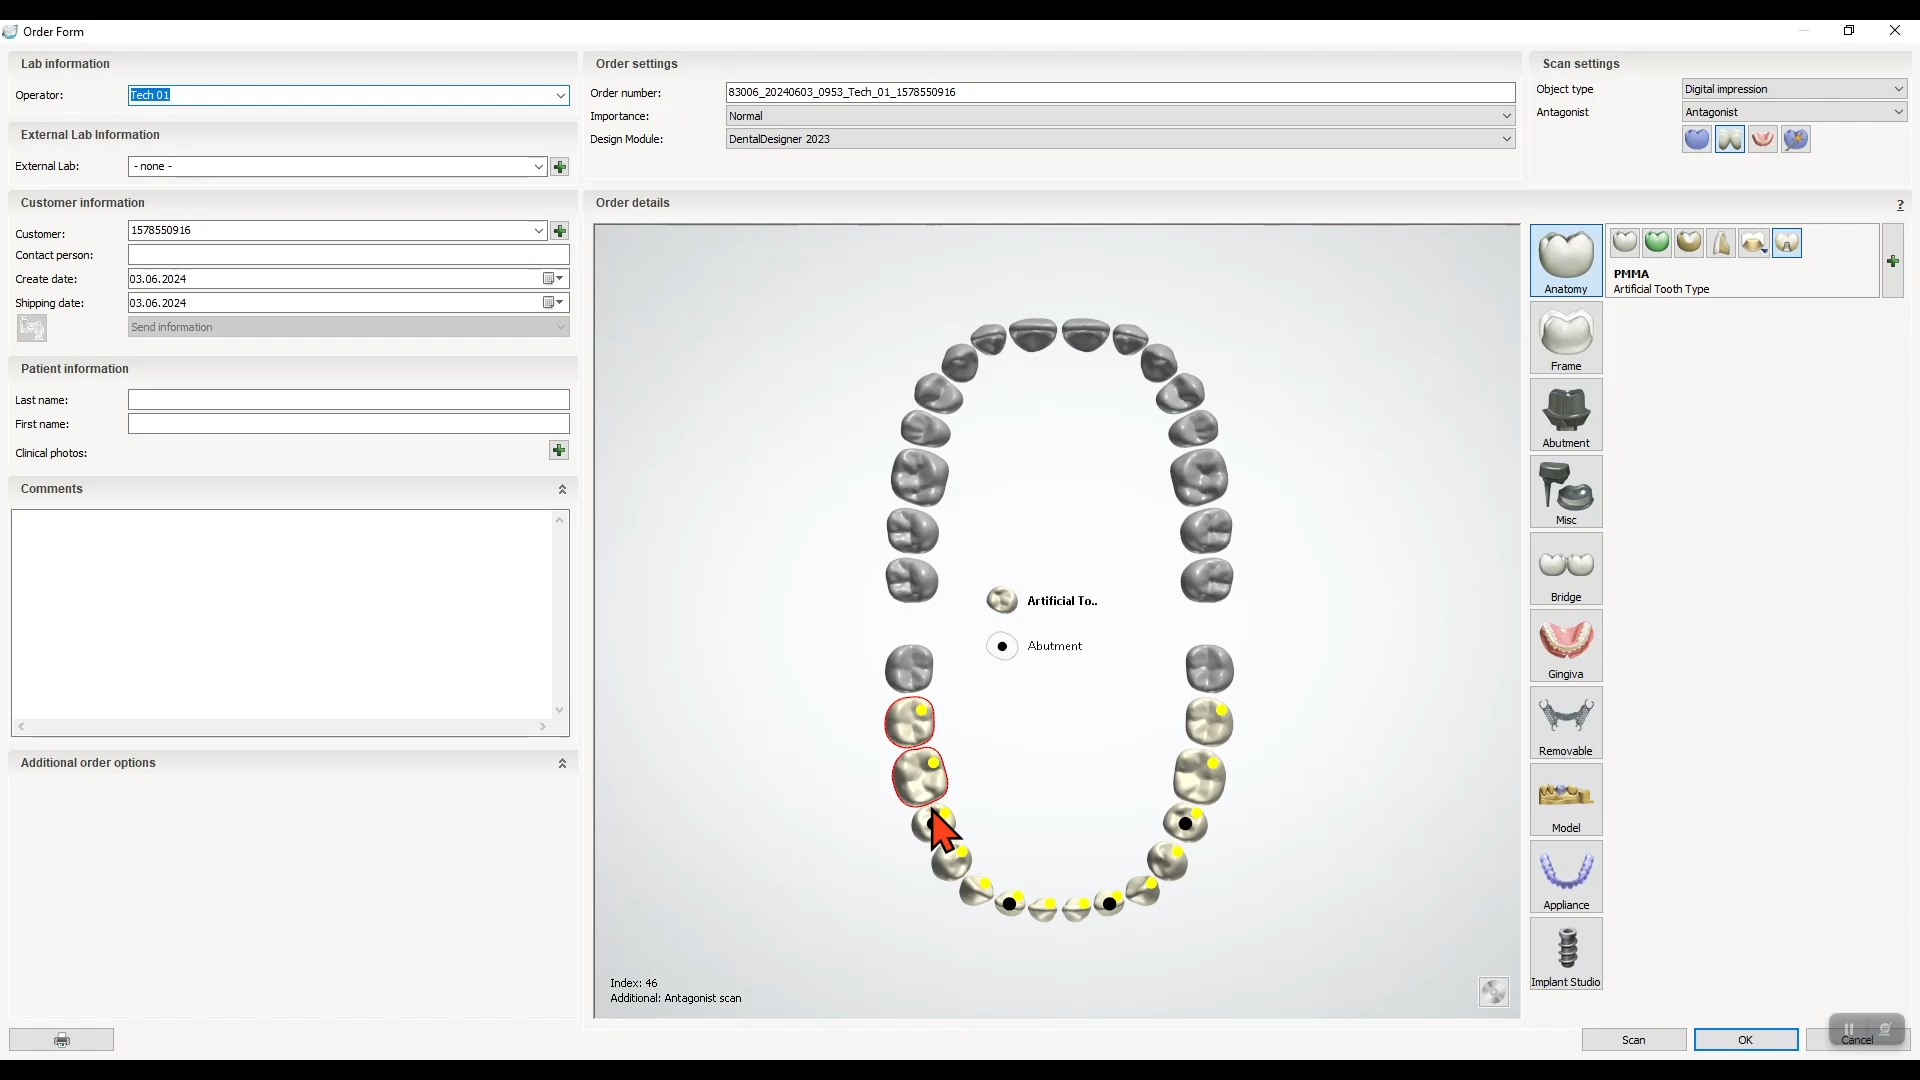 Order Form
Lab information
Operator:
Tech 01
External Lab Information
External Lab:
- none -
Customer information
Customer:
1578550916
Contact person:
Create date:
03.06.2024
Shipping date:
03.06.2024
Send information
Patient information
Last name:
First name:
Clinical photos:
Comments
Additional order options
Order settings
Order number:
83006_20240603_0953_Tech_01_1578550916
Importance:
Normal
Design Module:
DentalDesigner 2023
Scan settings
Object type
Digital impression
Antagonist
Antagonist
Order details
?
Artificial To..
Abutment
Index: 46
Additional: Antagonist scan
Anatomy
PMMA
Artificial Tooth Type
Frame
Abutment
Misc
Bridge
Gingiva
Removable
Model
Appliance
Implant Studio
Scan
OK
Cancel